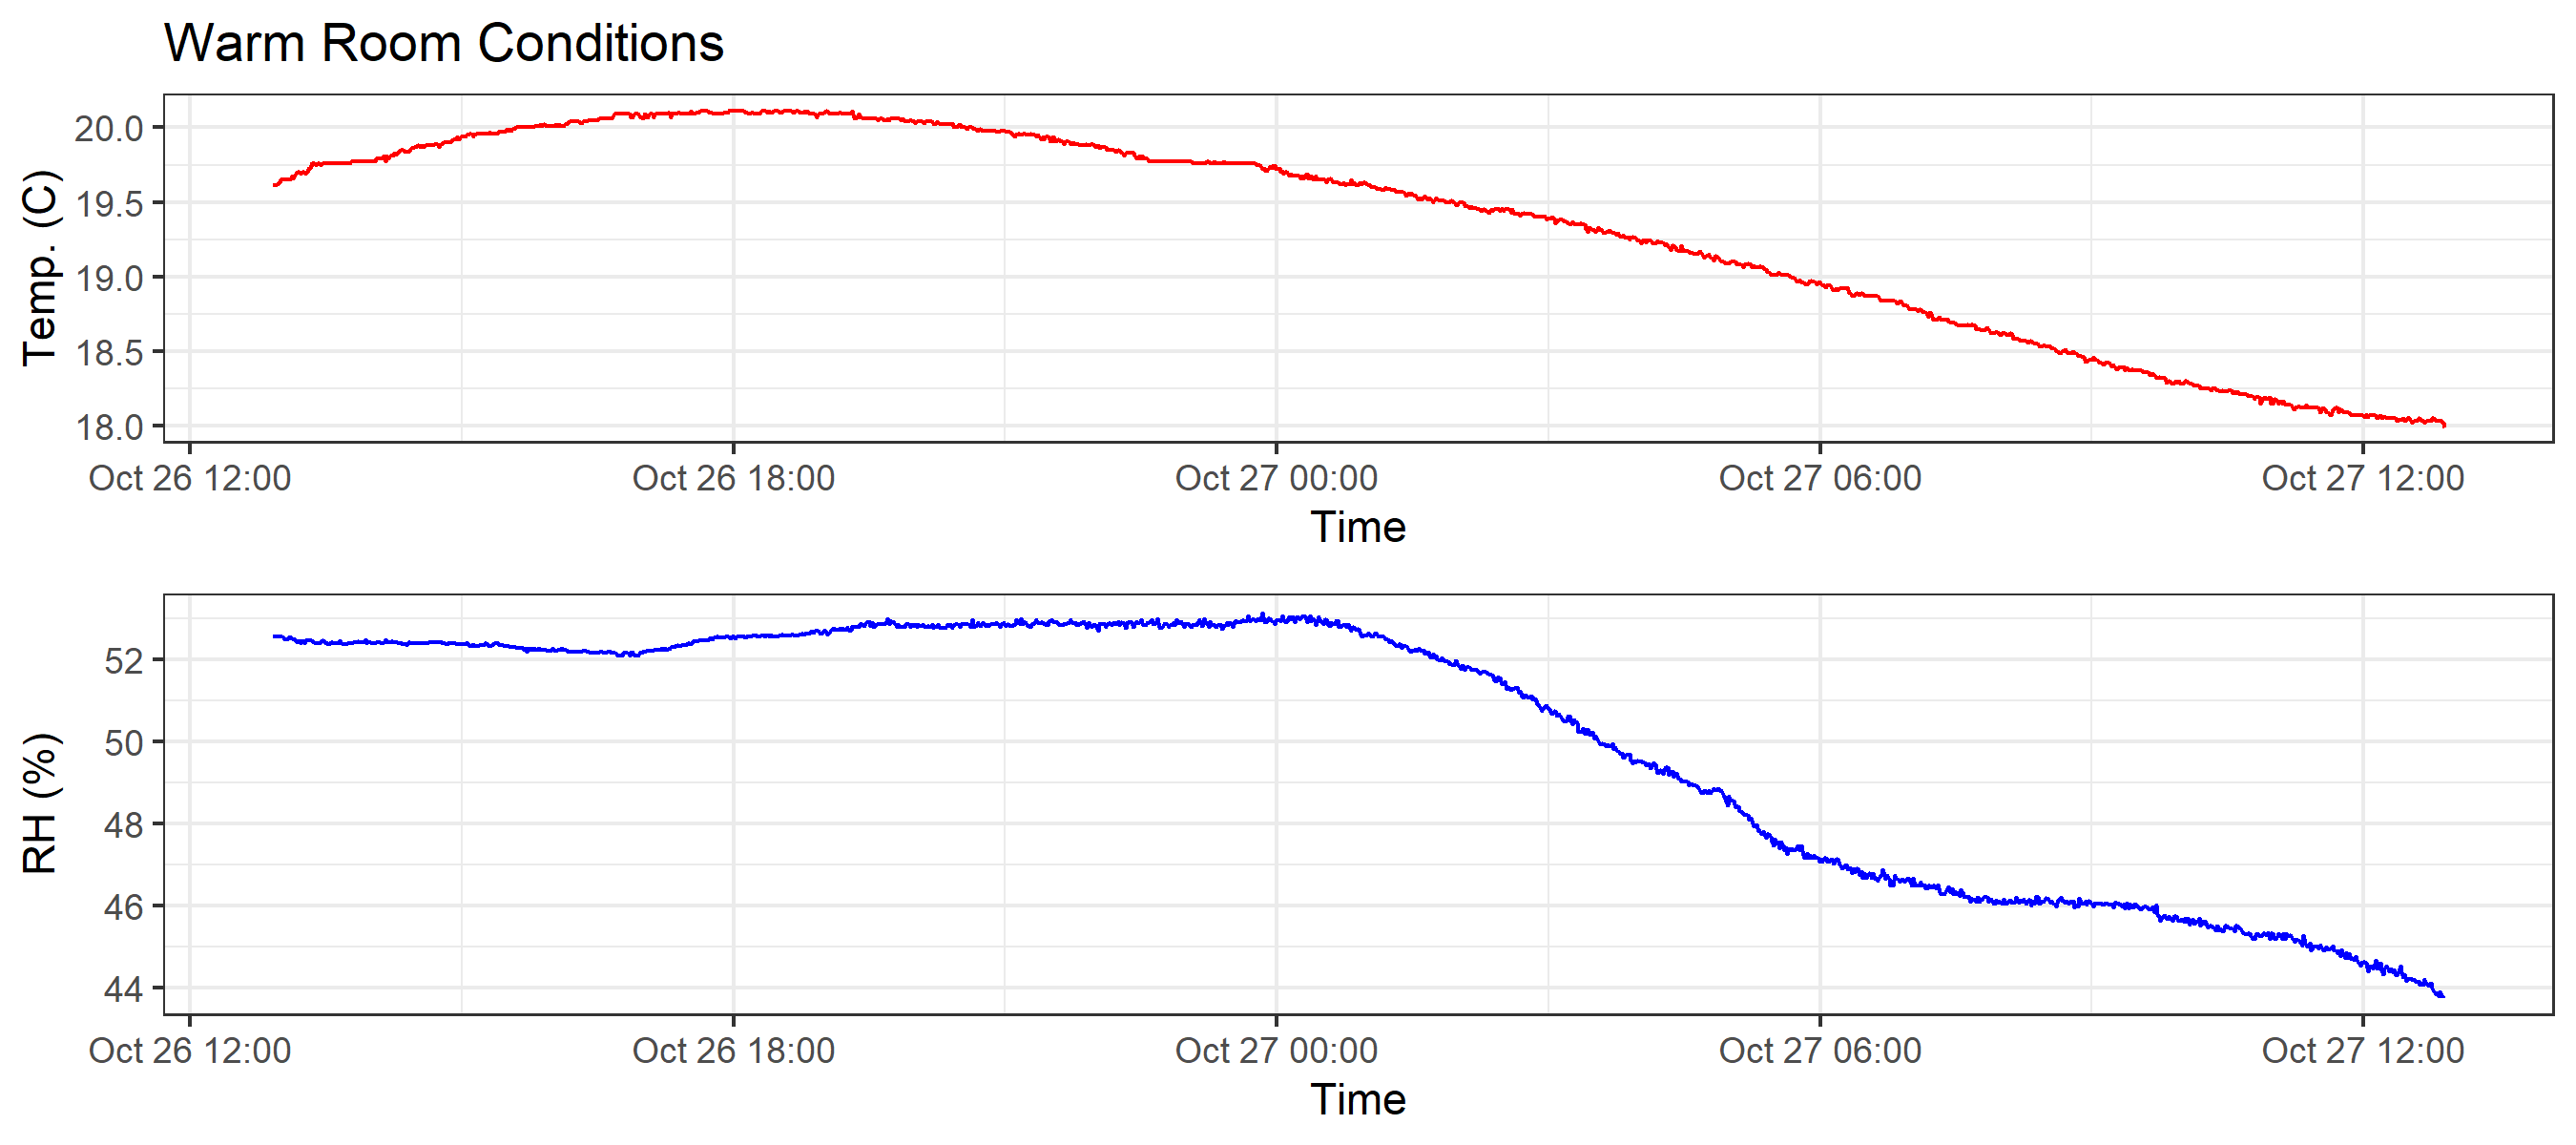 Warm Room Conditions
Temp. (C)
20.0
19.5
19.0
18.5
18.0
Oct 26 12:00 Oct 26 18:00 Oct 27 00:00 Oct 27 06:00 Oct 27 12:00
Time
RH (%)
52
50
48
46
44
Oct 26 12:00 Oct 26 18:00 Oct 27 00:00 Oct 27 06:00 Oct 27 12:00
Time